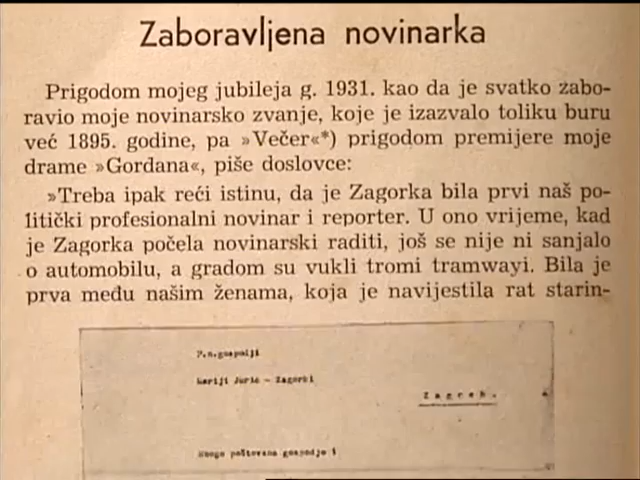 Zaboravljena novinarka
Prigodom mojeg jubileja g. 1931. kao da je svatko zabo-
ravio moje novinarsko zvanje, koje je izazvalo toliku buru
već 1895. godine, pa »Večer«*) prigodom premijere moje
drame »Gordana«, piše doslovce:
»Treba ipak reći istinu, da je Zagorka bila prvi naš po-
litički profesionalni novinar i reporter. U ono vrijeme, kad
je Zagorka počela novinarski raditi, još se nije ni sanjalo
o automobilu, a gradom su vukli tromi tramwayi. Bila je
prva među našim ženama, koja je navijestila rat starin-
P.n.gospodji
Mariji Jurić - Zagorki
Zagreb.
Mnogo poštovana gospodjo !